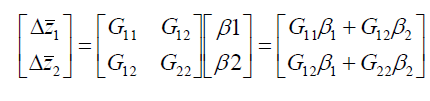 [Δz̅₁] = [G₁₁ G₁₂] [β1] = [G₁₁β₁ + G₁₂β₂]
[Δz̅₂] [G₁₂ G₂₂] [β2] [G₁₂β₁ + G₂₂β₂]